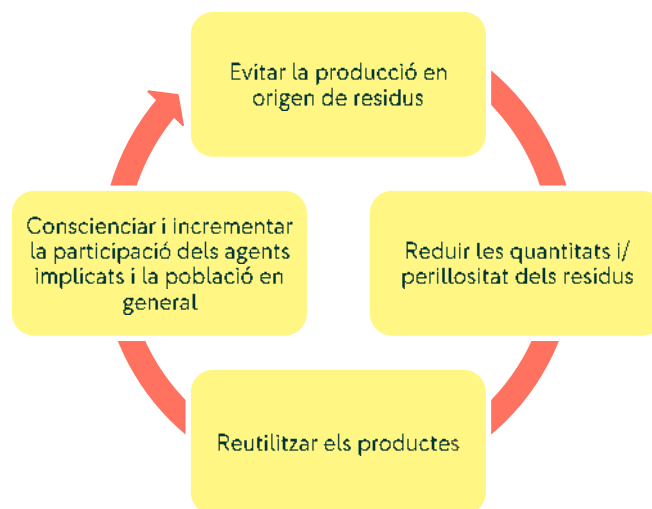 Evitar la producció en
origen de residus
Reduir les quantitats i/
perillositat dels residus
Reutilitzar els productes
Conscienciar i incrementar
la participació dels agents
implicats i la població en
general